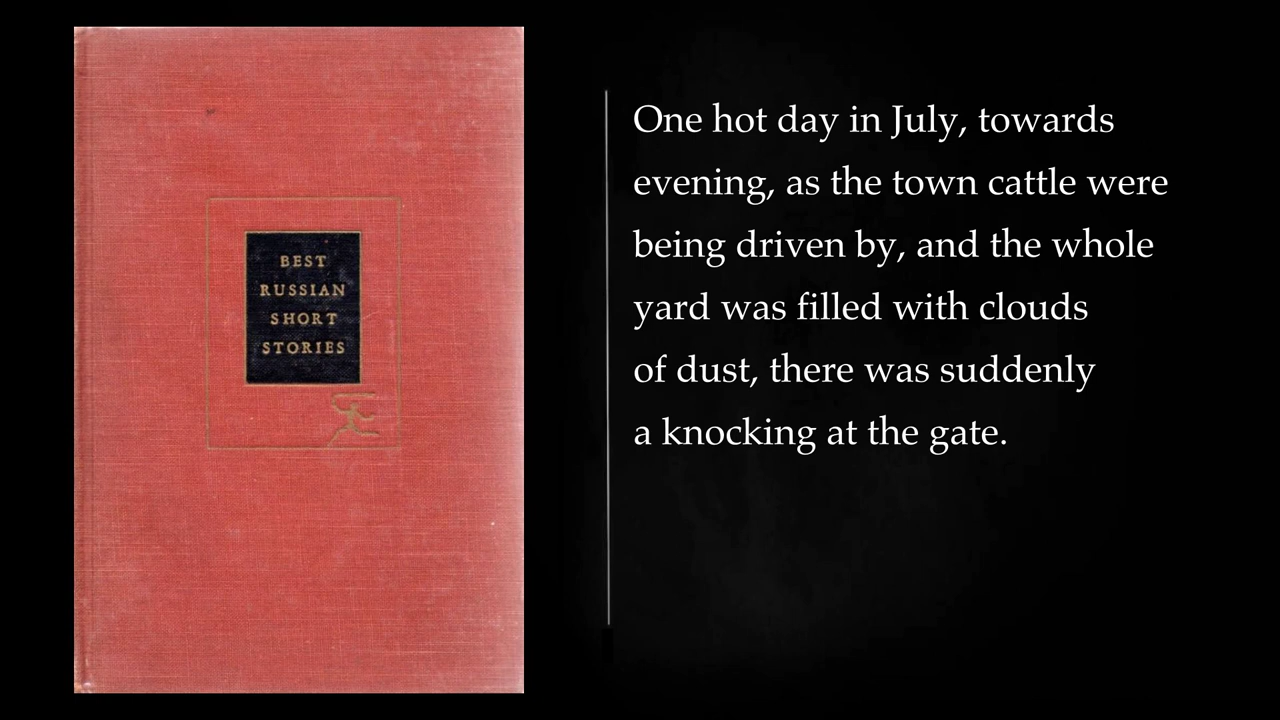 BEST
RUSSIAN
SHORT
STORIES
One hot day in July, towards
evening, as the town cattle were
being driven by, and the whole
yard was filled with clouds
of dust, there was suddenly
a knocking at the gate.